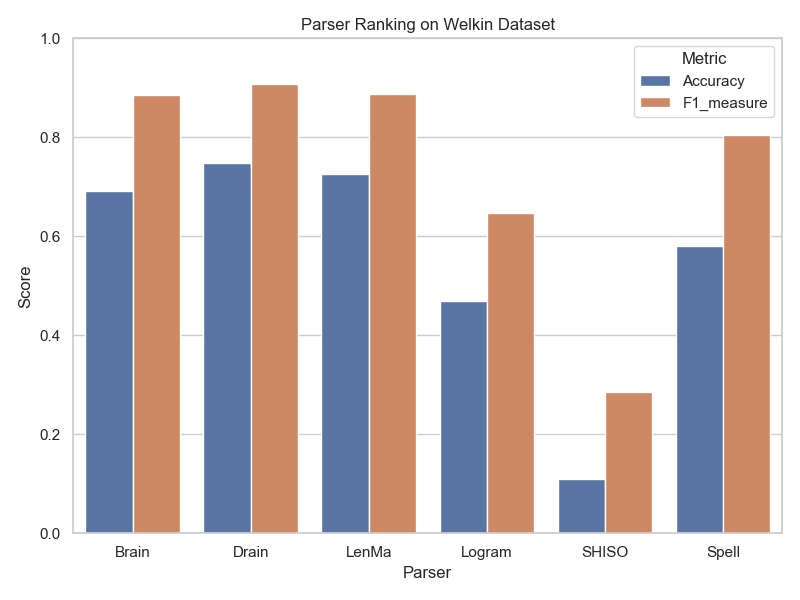 Parser Ranking on Welkin Dataset
Metric
Accuracy
F1_measure
Score
1.0
0.8
0.6
0.4
0.2
0.0
Brain Drain LenMa Logram SHISO Spell
Parser